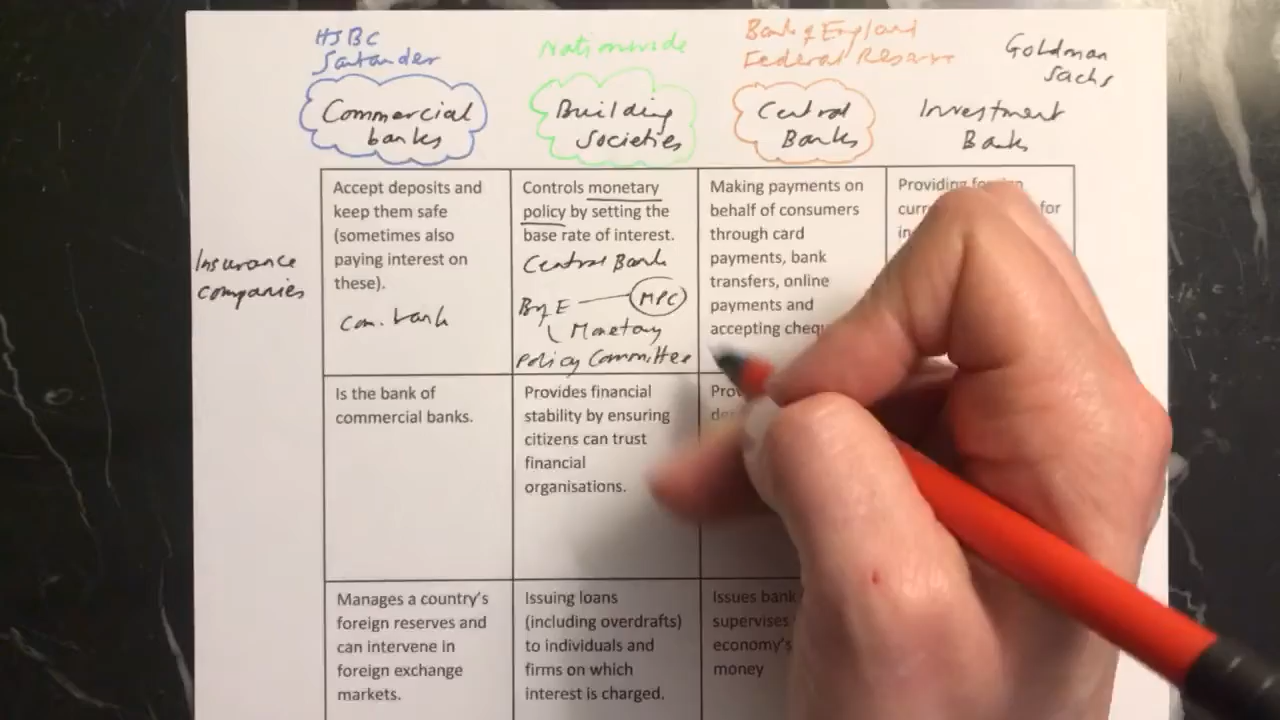 HSBC
Santander
Nationwide
Bank of England
Federal Reserve
Goldman
Sachs
Commercial
banks
Building
Societies
Central
Banks
Investment
Bank
Insurance
companies
Accept deposits and
keep them safe
(sometimes also
paying interest on
these).
Com. bank
Controls monetary
policy by setting the
base rate of interest.
Central Bank
B of E — MPC
Monetary
Policy Committee
Making payments on
behalf of consumers
through card
payments, bank
transfers, online
payments and
accepting
Providing
for
Is the bank of
commercial banks.
Provides financial
stability by ensuring
citizens can trust
financial
organisations.
Manages a country's
foreign reserves and
can intervene in
foreign exchange
markets.
Issuing loans
(including overdrafts)
to individuals and
firms on which
interest is charged.
Issues bank
supervises
economy's
money